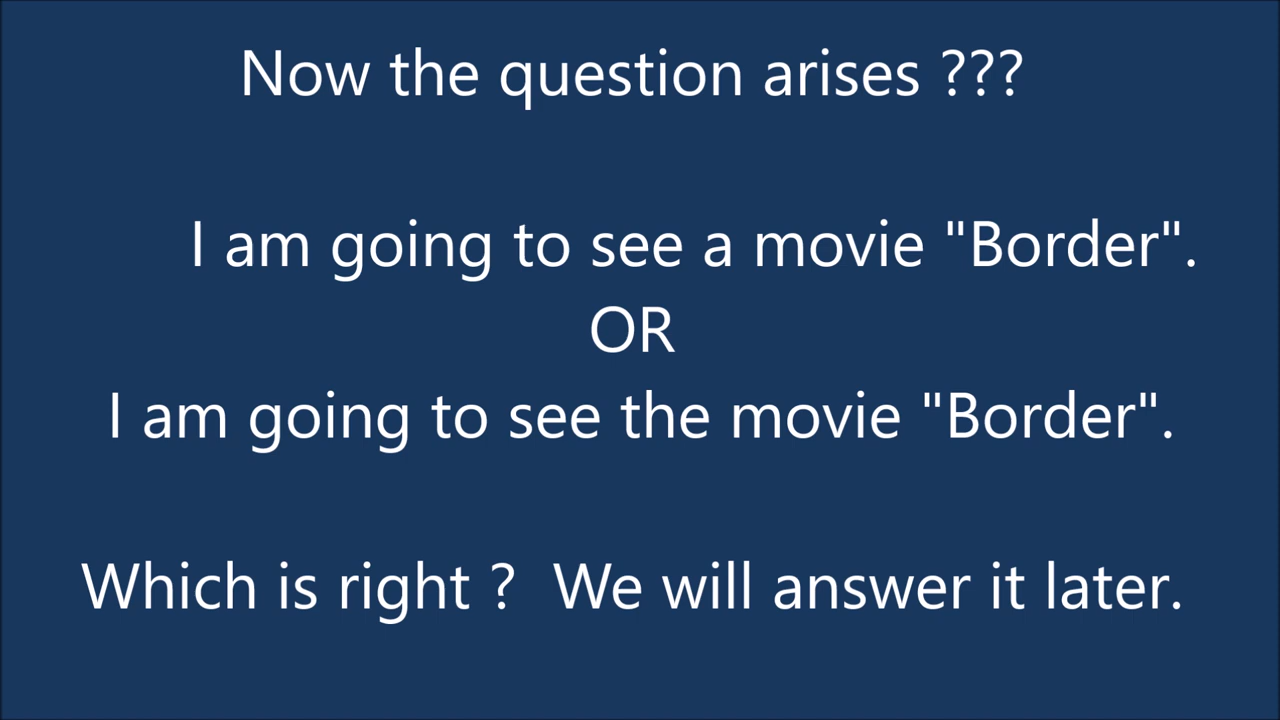 Now the question arises ???
I am going to see a movie "Border".
OR
I am going to see the movie "Border".
Which is right ?  We will answer it later.